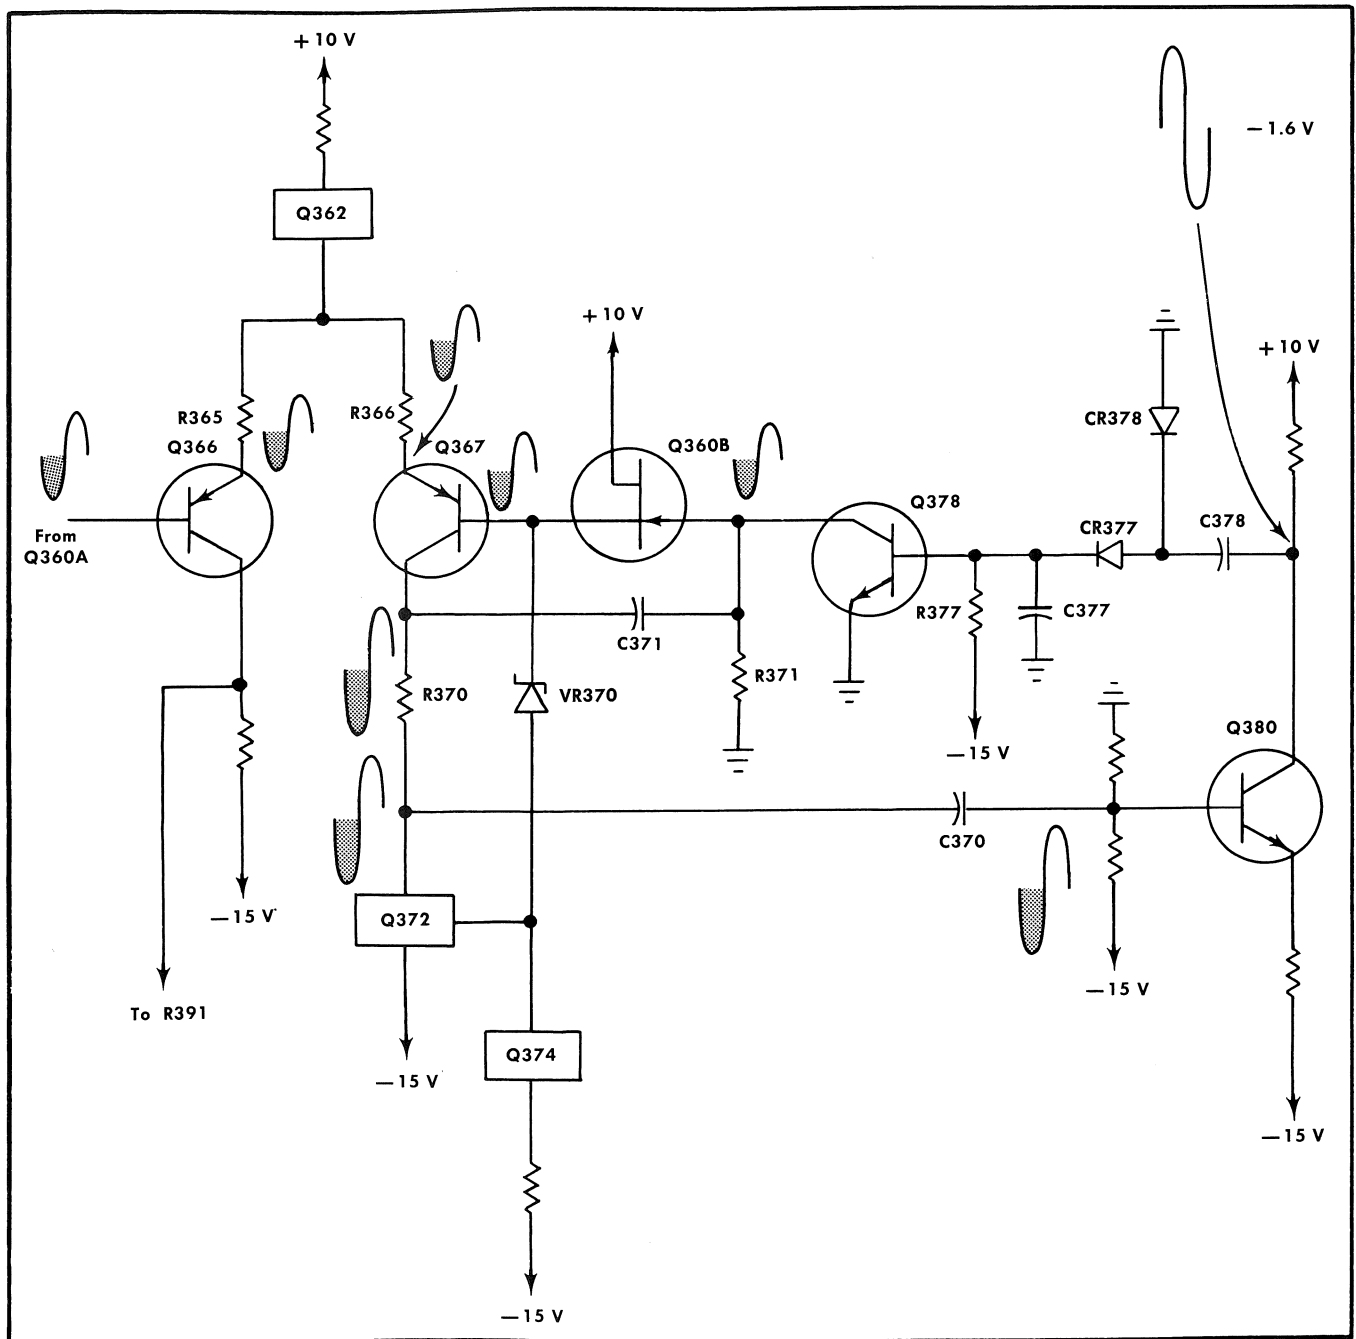 +10 V
−1.6 V
Q362
+10 V
+10 V
R365
R366
CR378
Q366
Q367
Q360B
Q378
CR377
C378
From
Q360A
R377
C377
C371
R370
VR370
R371
−15 V
Q380
C370
−15 V
Q372
−15 V
To R391
Q374
−15 V
−15 V
−15 V